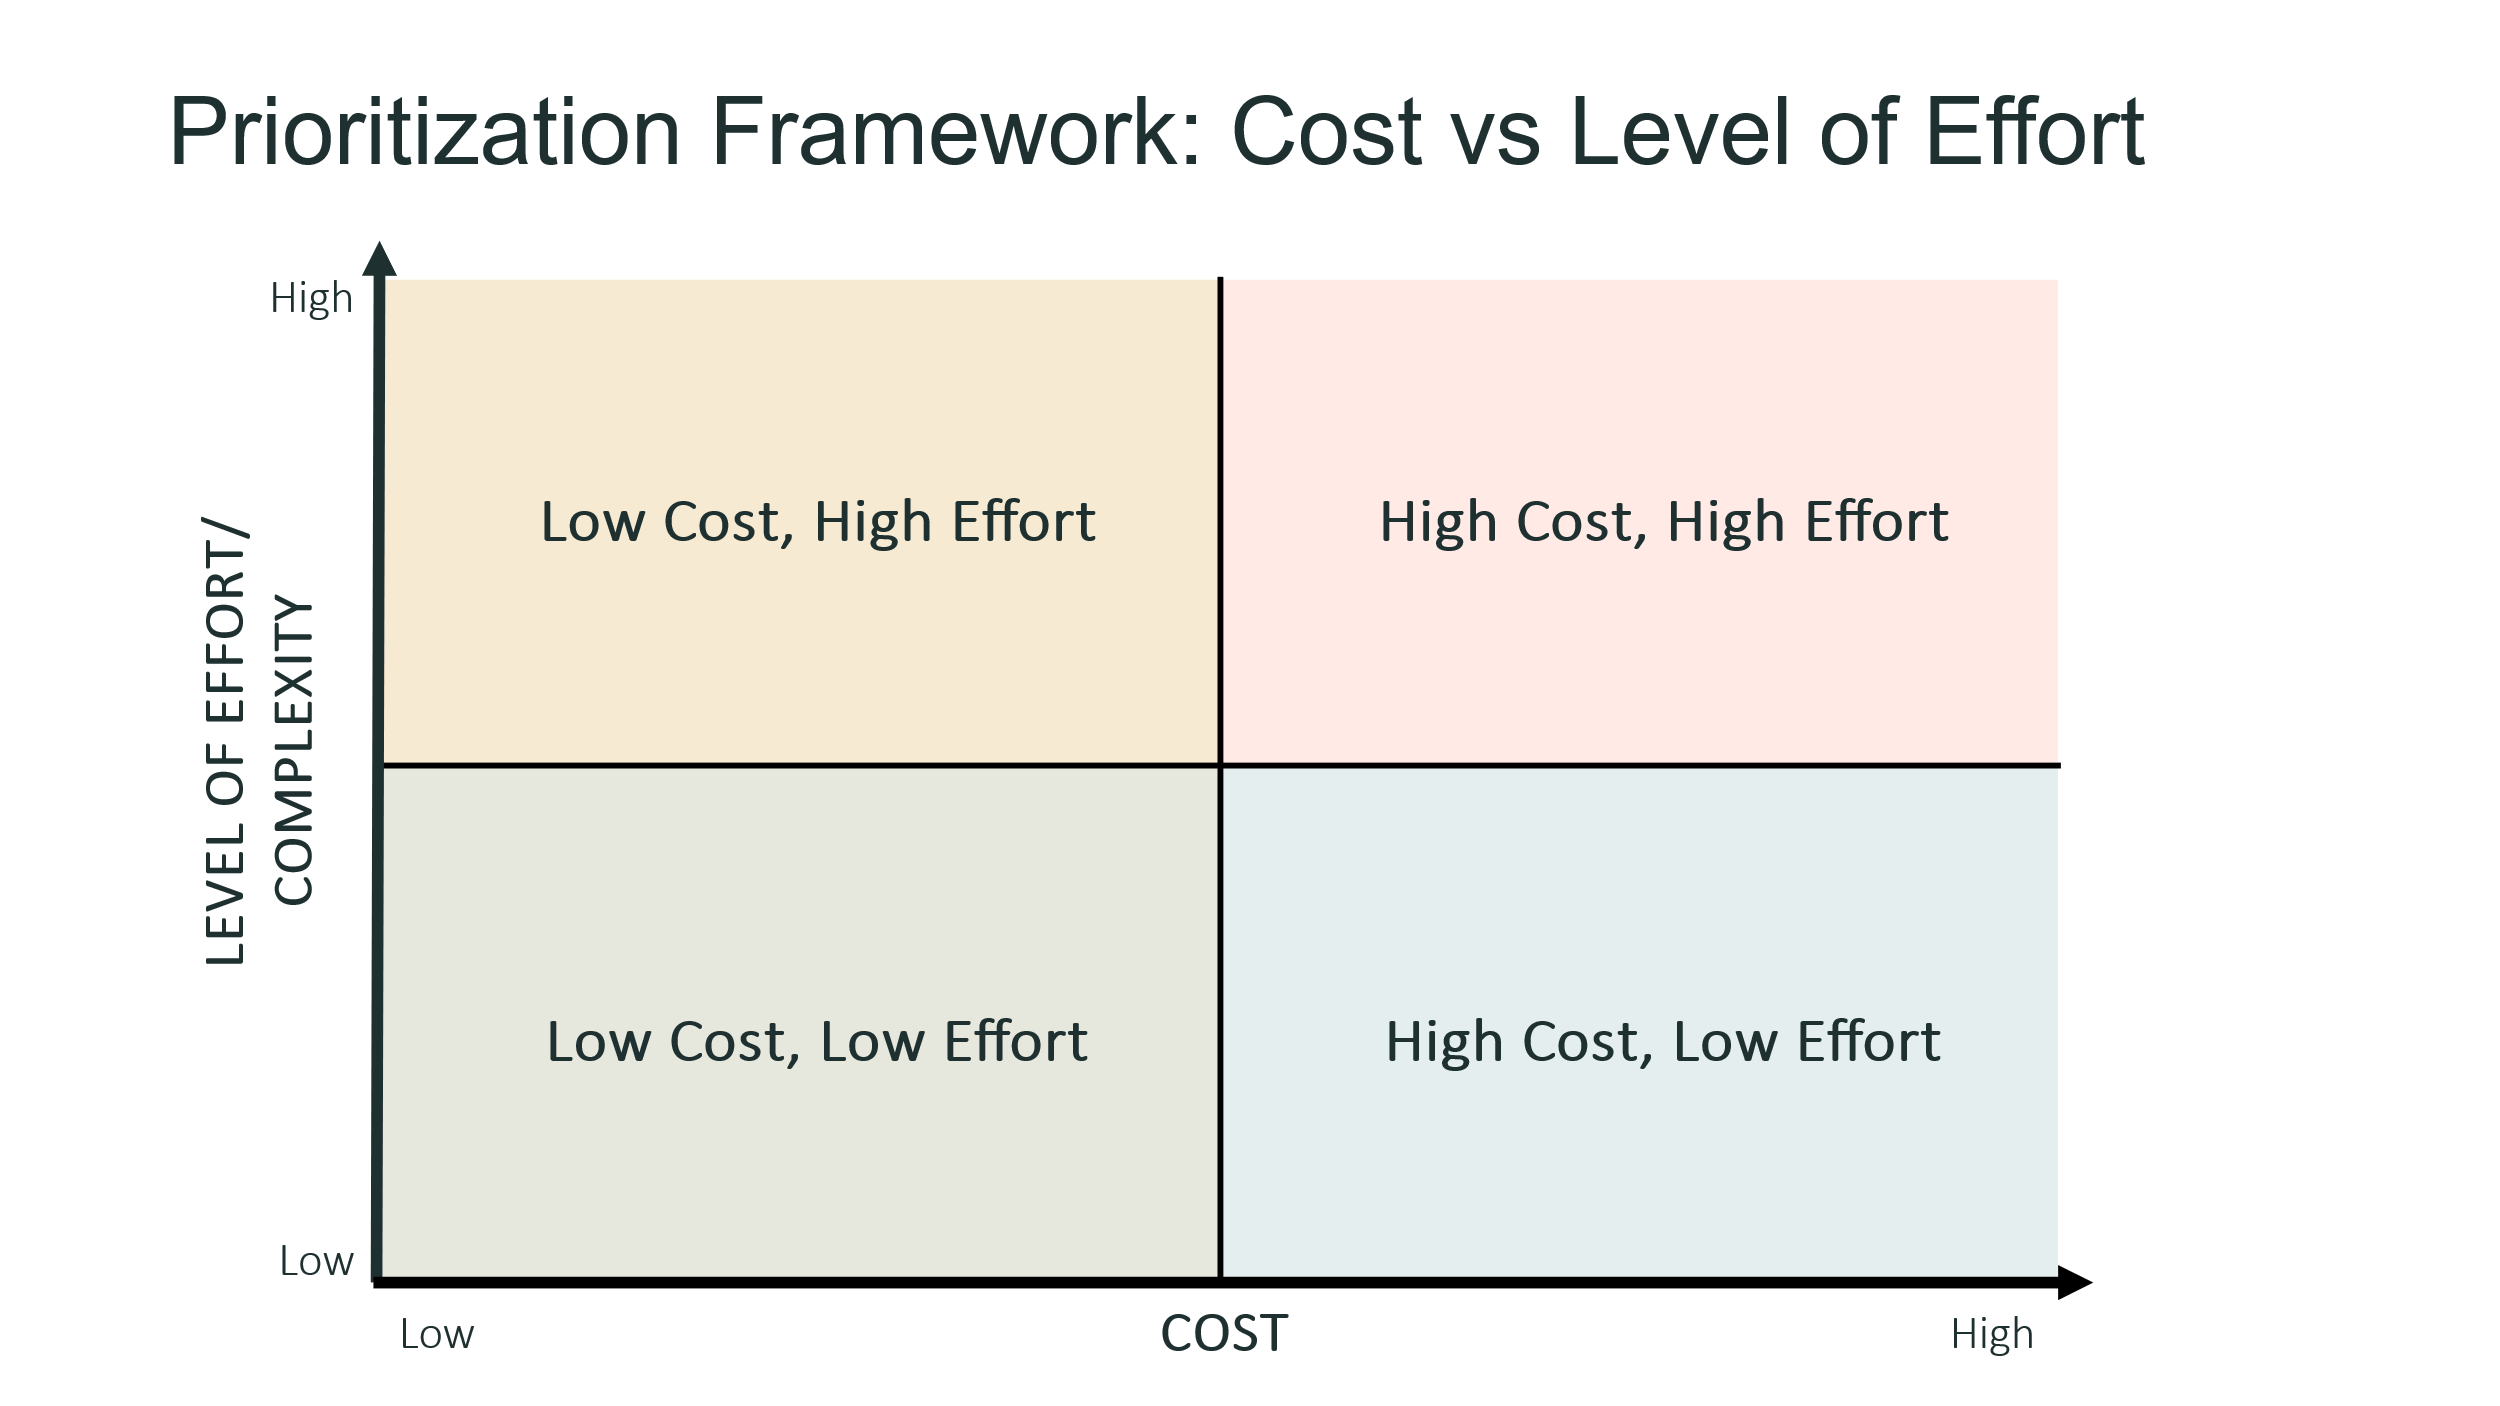 Prioritization Framework: Cost vs Level of Effort
High
LEVEL OF EFFORT/
COMPLEXITY
Low Cost, High Effort
High Cost, High Effort
Low Cost, Low Effort
High Cost, Low Effort
Low
Low
COST
High